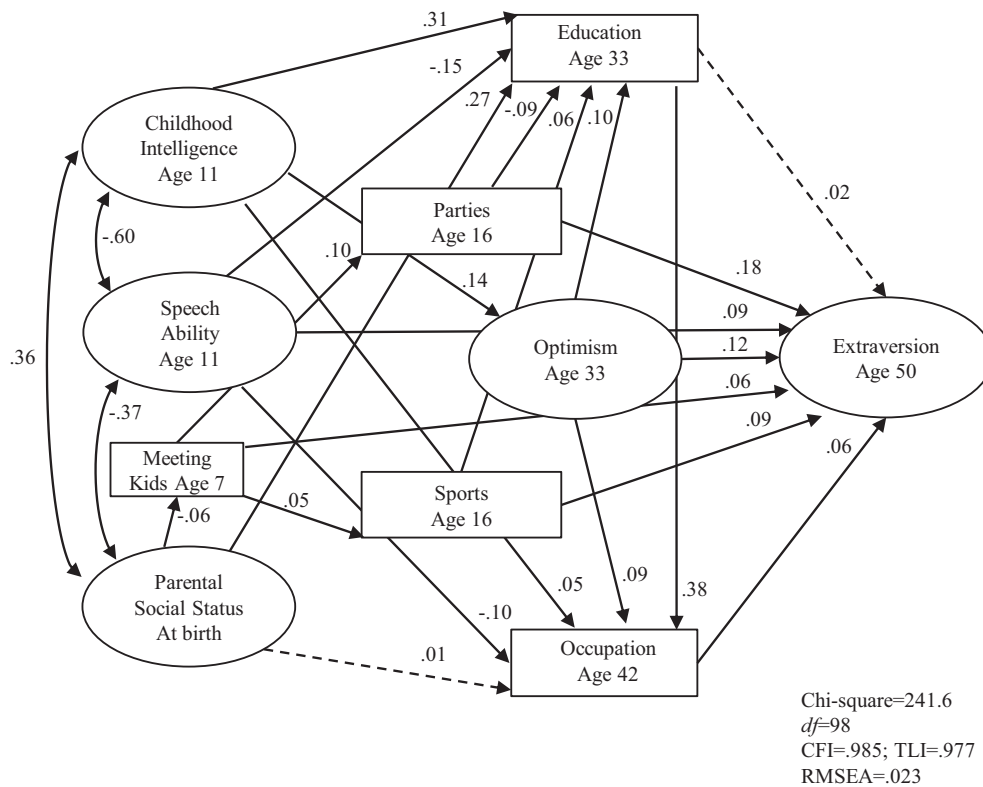 .31
Education
Age 33
-.15
.27
-.09
.06
.10
Childhood
Intelligence
Age 11
Parties
Age 16
.02
-.60
.10
.14
.18
Speech
Ability
Age 11
.09
.36
Optimism
Age 33
.12
Extraversion
Age 50
-.37
.06
.09
.06
Meeting
Kids Age 7
-.06
.05
Sports
Age 16
Parental
Social Status
At birth
-.10
.05
.09
.38
.01
Occupation
Age 42
Chi-square=241.6
df=98
CFI=.985; TLI=.977
RMSEA=.023